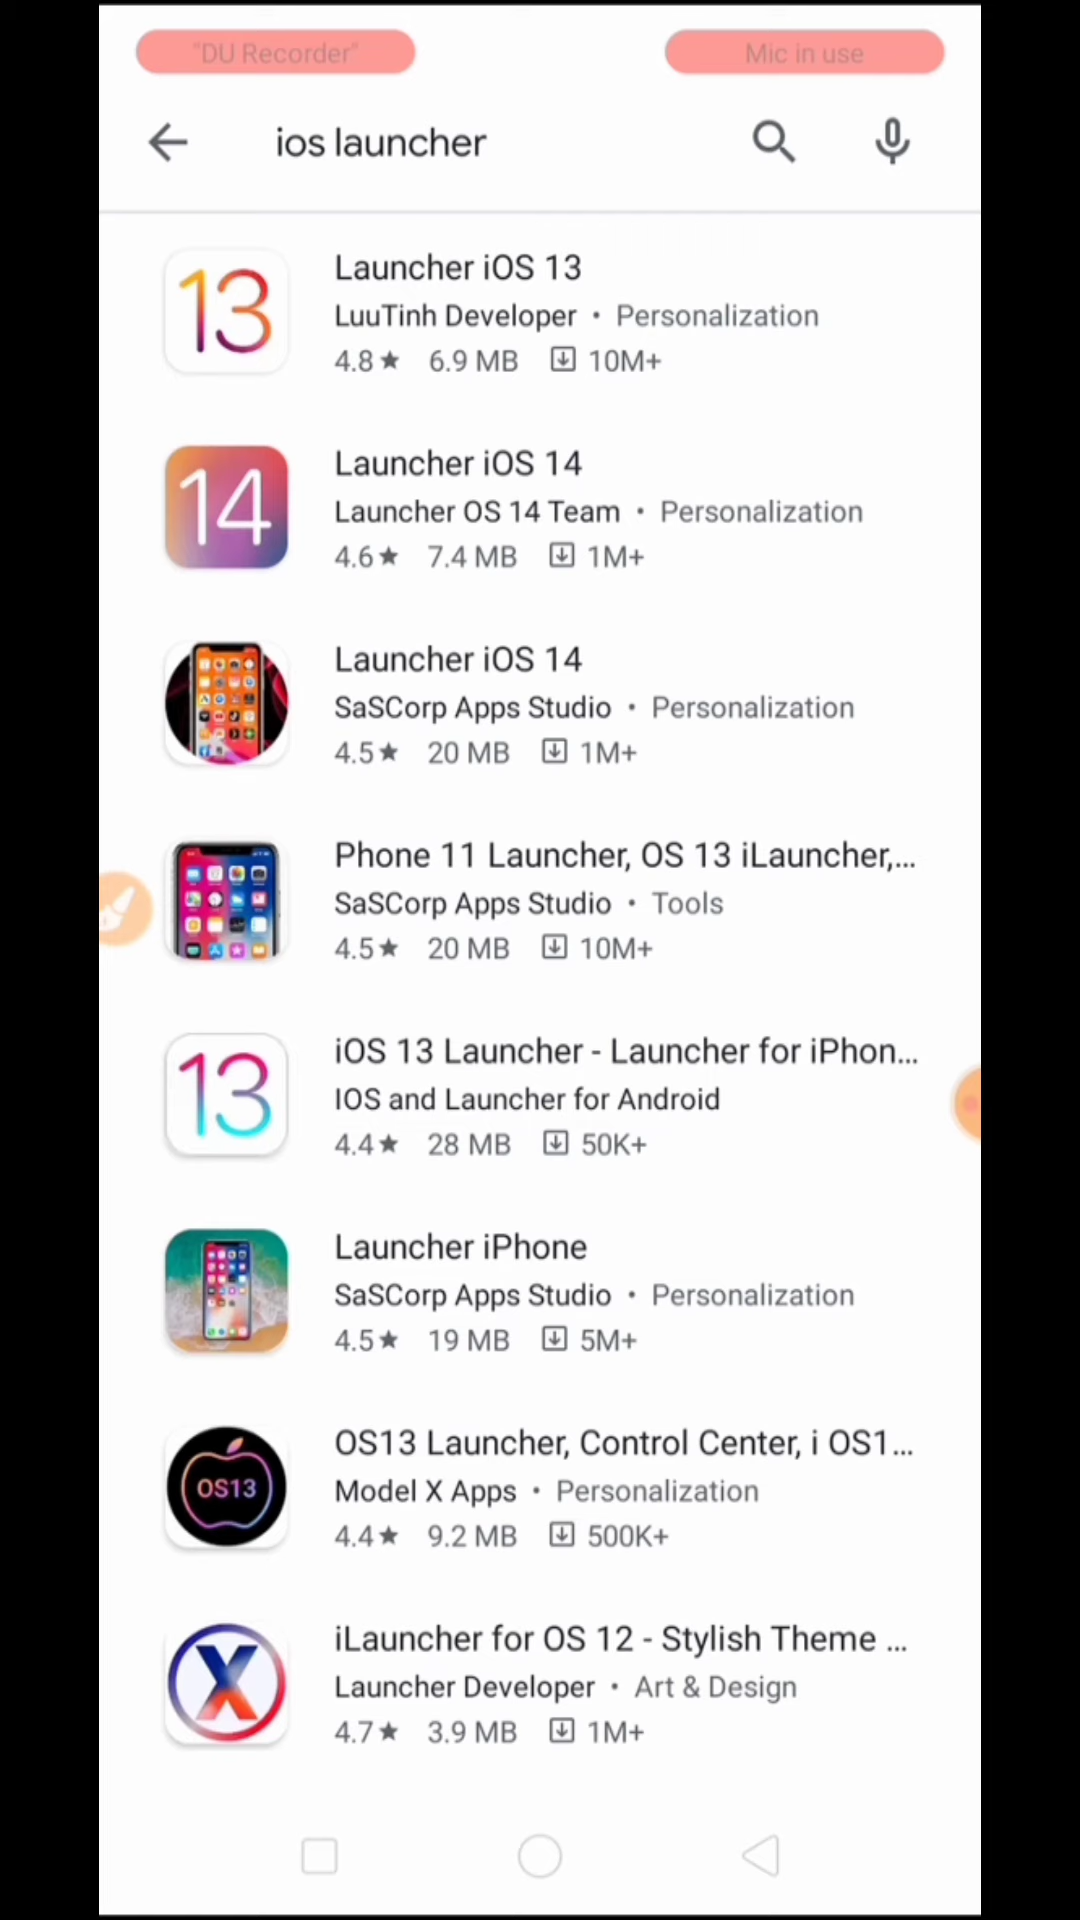 "DU Recorder"
Mic in use
ios launcher
13
Launcher iOS 13
LuuTinh Developer • Personalization
4.8★ 6.9 MB 10M+
14
Launcher iOS 14
Launcher OS 14 Team • Personalization
4.6★ 7.4 MB 1M+
Launcher iOS 14
SaSCorp Apps Studio • Personalization
4.5★ 20 MB 1M+
Phone 11 Launcher, OS 13 iLauncher,...
SaSCorp Apps Studio • Tools
4.5★ 20 MB 10M+
13
iOS 13 Launcher - Launcher for iPhon...
IOS and Launcher for Android
4.4★ 28 MB 50K+
Launcher iPhone
SaSCorp Apps Studio • Personalization
4.5★ 19 MB 5M+
OS13
OS13 Launcher, Control Center, i OS1...
Model X Apps • Personalization
4.4★ 9.2 MB 500K+
X
iLauncher for OS 12 - Stylish Theme ...
Launcher Developer • Art & Design
4.7★ 3.9 MB 1M+